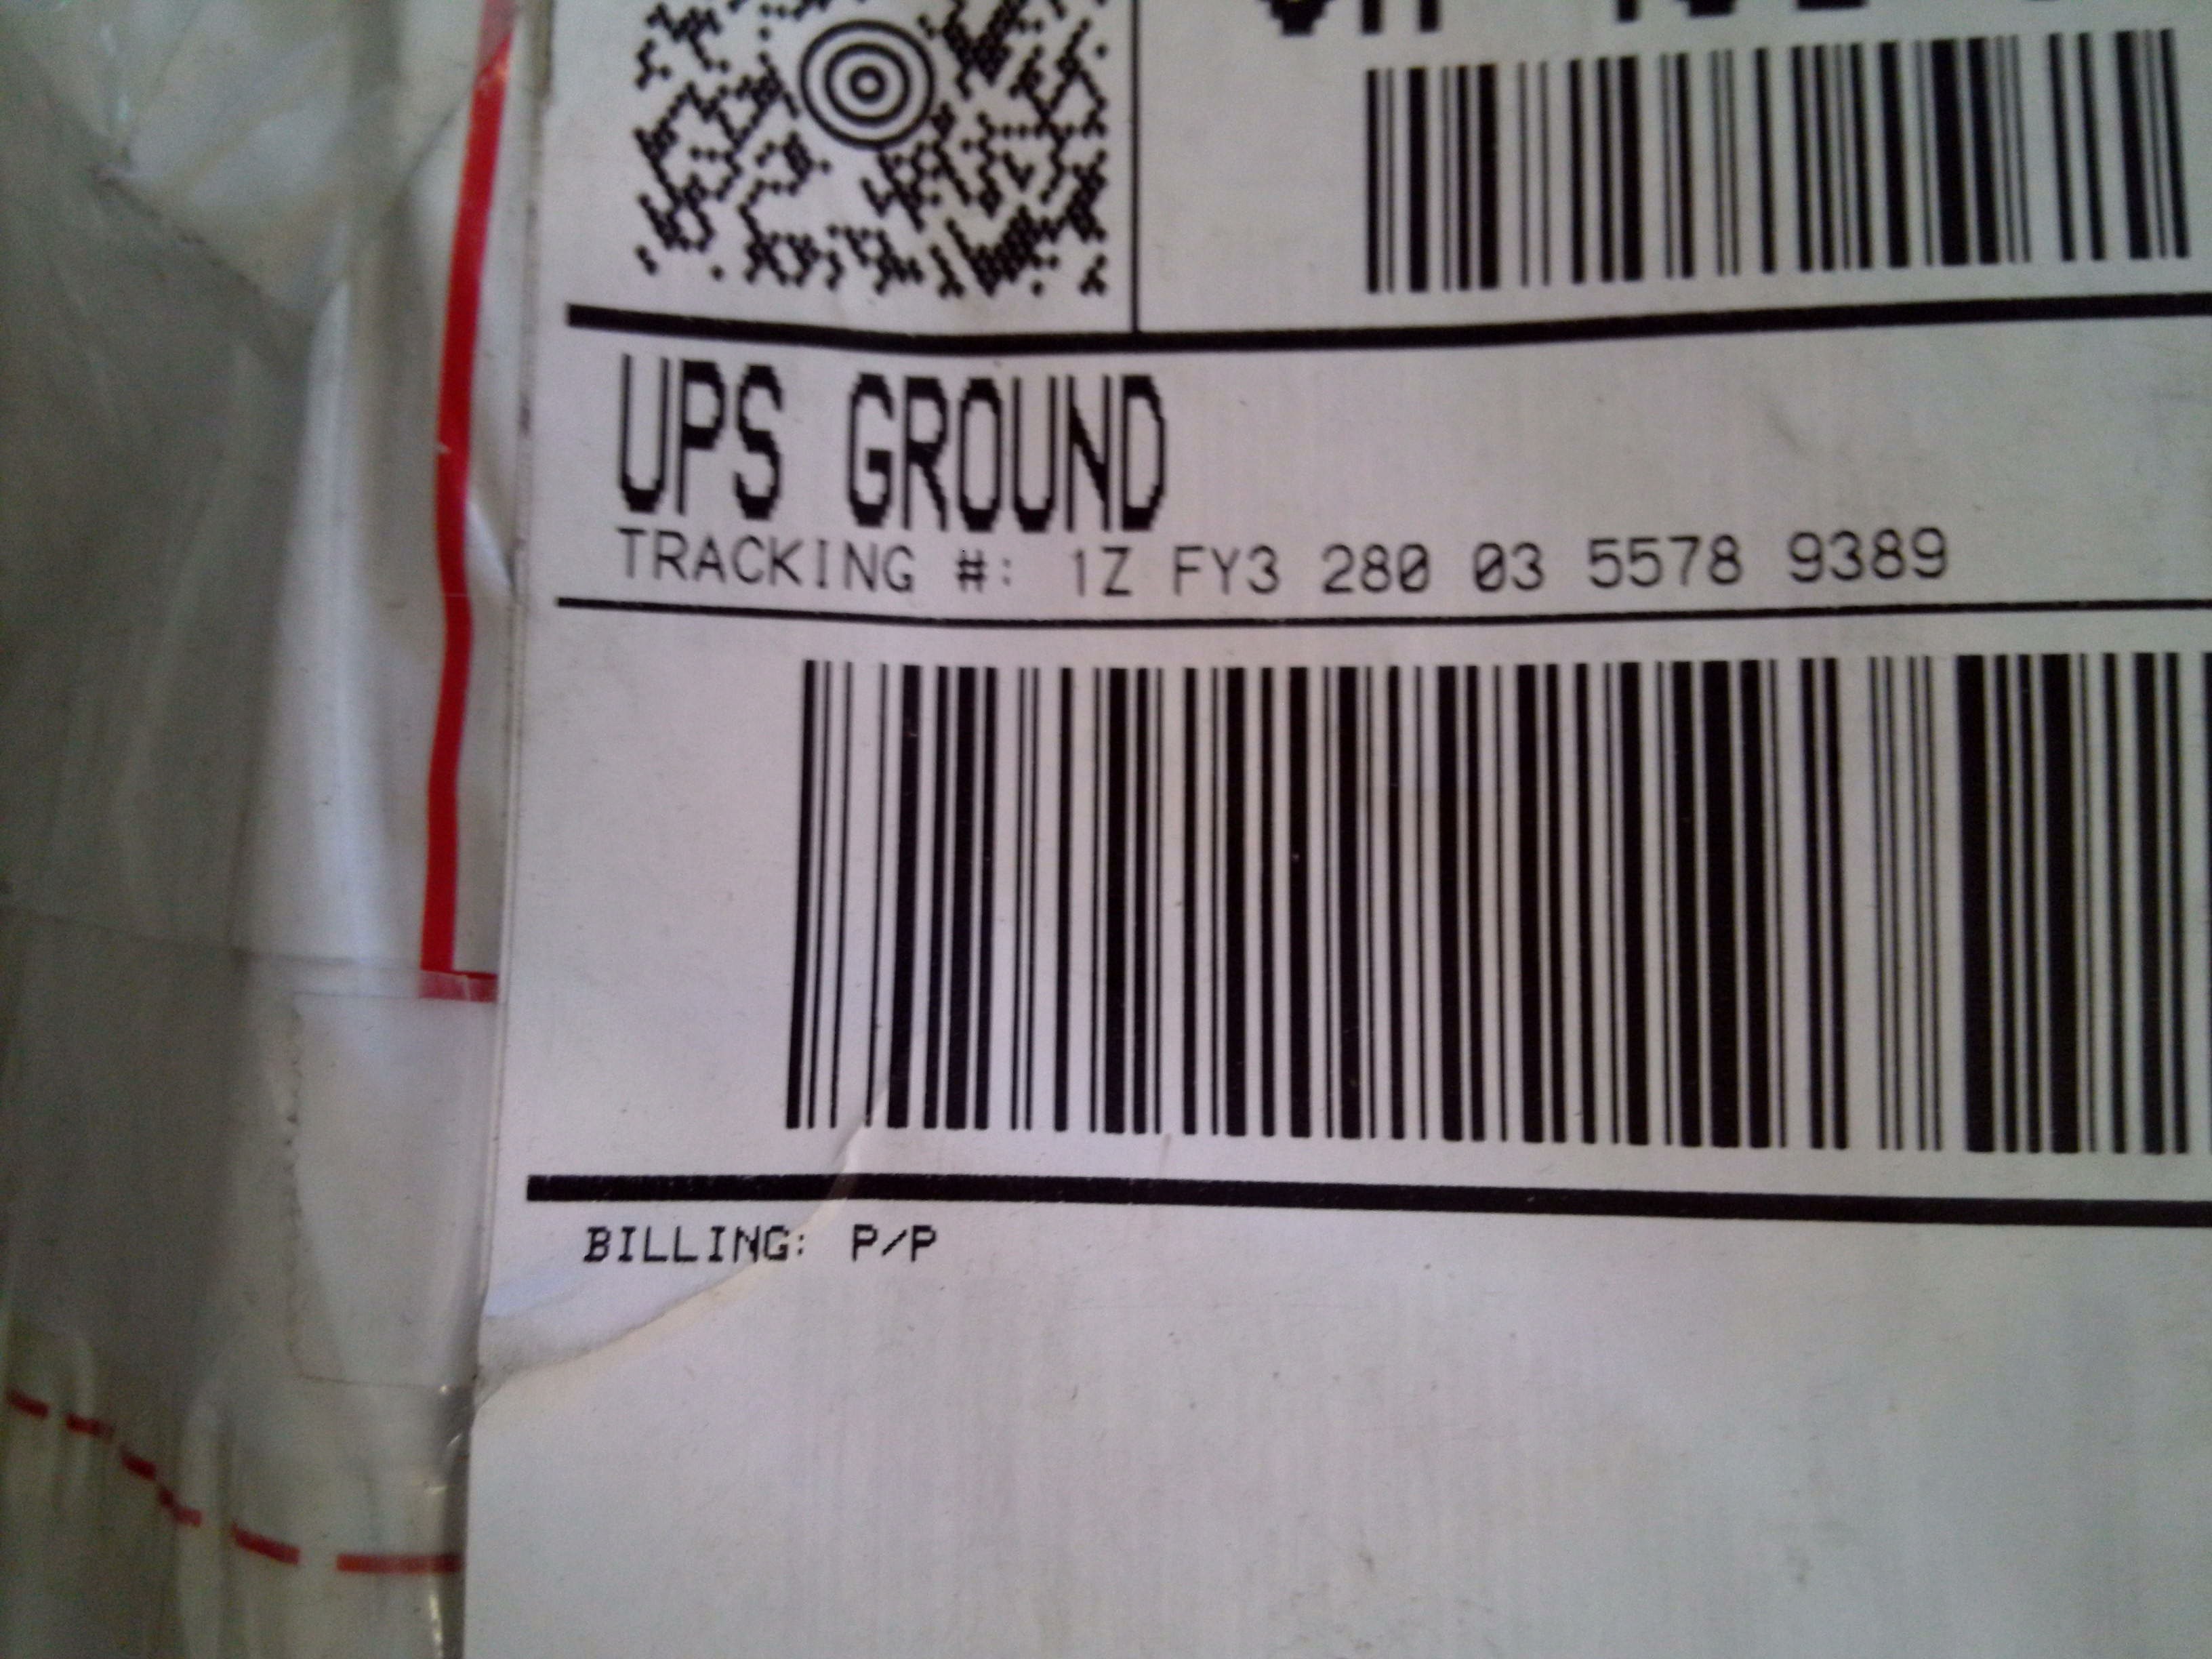 UPS GROUND
TRACKING #: 1Z FY3 280 03 5578 9389
BILLING: P/P